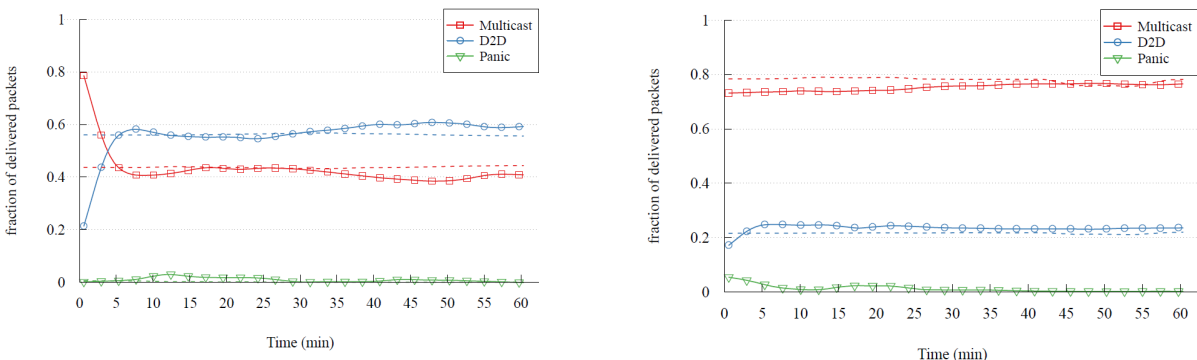 1
0.8
0.6
0.4
0.2
0
fraction of delivered packets
Multicast
D2D
Panic
0 5 10 15 20 25 30 35 40 45 50 55 60
Time (min)
1
0.8
0.6
0.4
0.2
0
fraction of delivered packets
Multicast
D2D
Panic
0 5 10 15 20 25 30 35 40 45 50 55 60
Time (min)